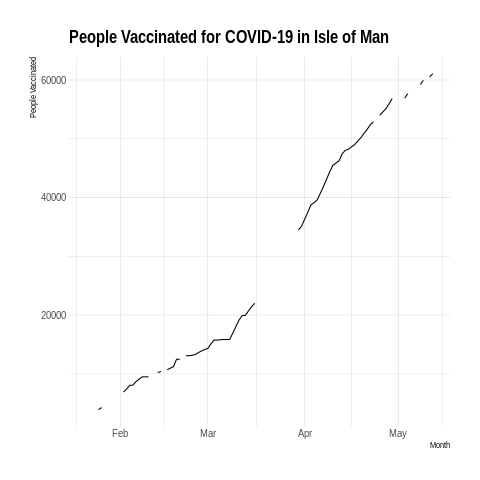 People Vaccinated for COVID-19 in Isle of Man
People Vaccinated
60000
40000
20000
Feb Mar Apr May
Month